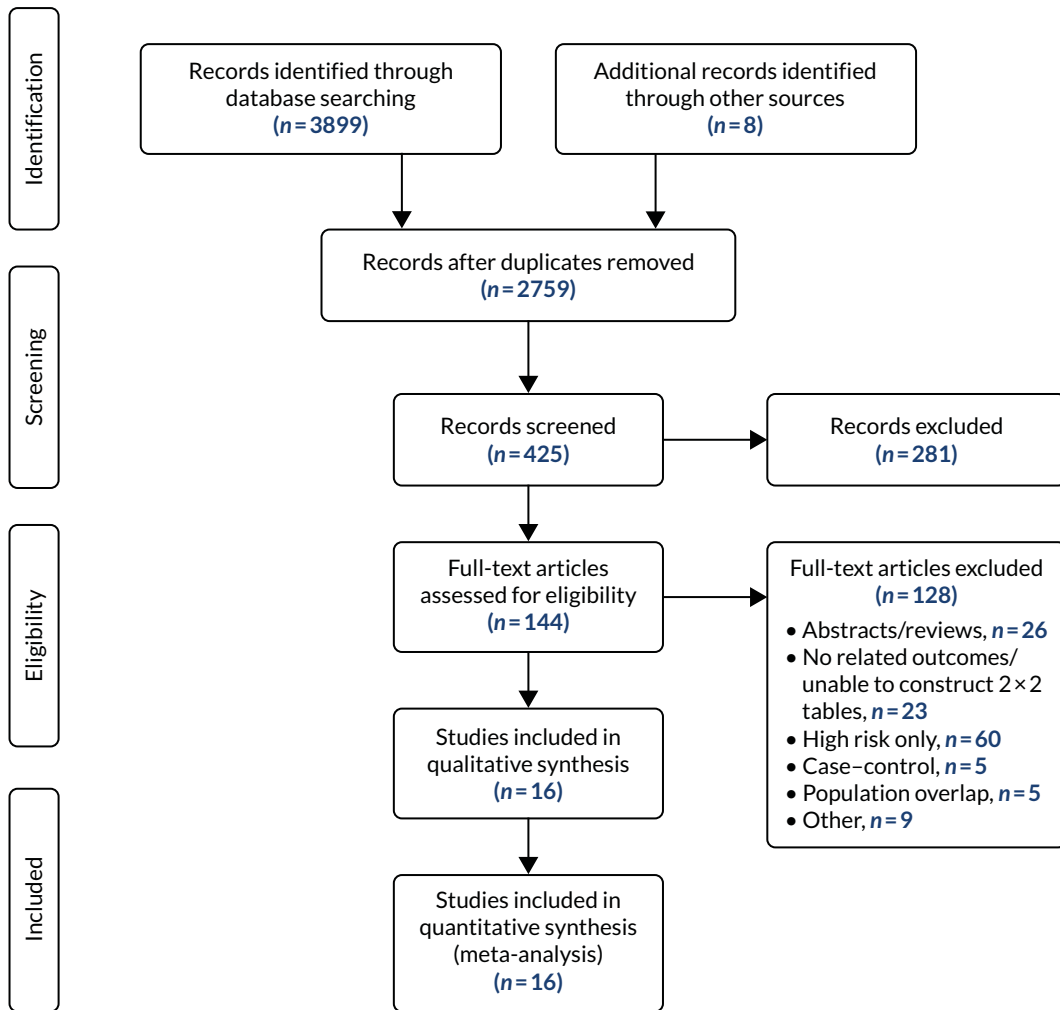 Identification
Records identified through
database searching
(n=3899)
Additional records identified
through other sources
(n=8)
Records after duplicates removed
(n=2759)
Screening
Records screened
(n=425)
Records excluded
(n=281)
Eligibility
Full-text articles
assessed for eligibility
(n=144)
Full-text articles excluded
(n=128)
• Abstracts/reviews, n=26
• No related outcomes/
unable to construct 2×2
tables, n=23
• High risk only, n=60
• Case–control, n=5
• Population overlap, n=5
• Other, n=9
Studies included in
qualitative synthesis
(n=16)
Included
Studies included in
quantitative synthesis
(meta-analysis)
(n=16)